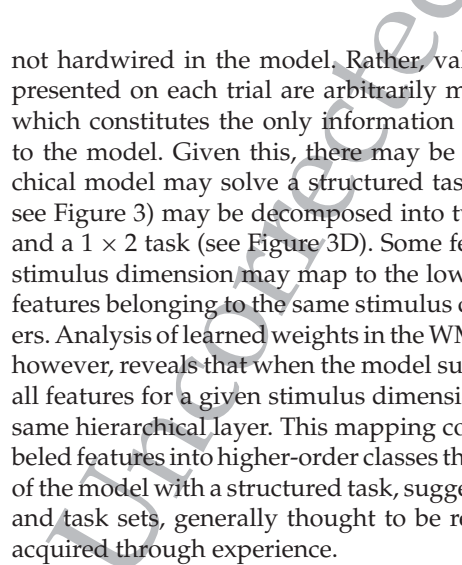 not hardwired in the model. Rather, val
presented on each trial are arbitrarily m
which constitutes the only information
to the model. Given this, there may be
chical model may solve a structured tas
see Figure 3) may be decomposed into tw
and a 1 × 2 task (see Figure 3D). Some fe
stimulus dimension may map to the low
features belonging to the same stimulus d
ers. Analysis of learned weights in the WM
however, reveals that when the model su
all features for a given stimulus dimensi
same hierarchical layer. This mapping co
beled features into higher-order classes th
of the model with a structured task, sugge
and task sets, generally thought to be re
acquired through experience.
Uncorrected